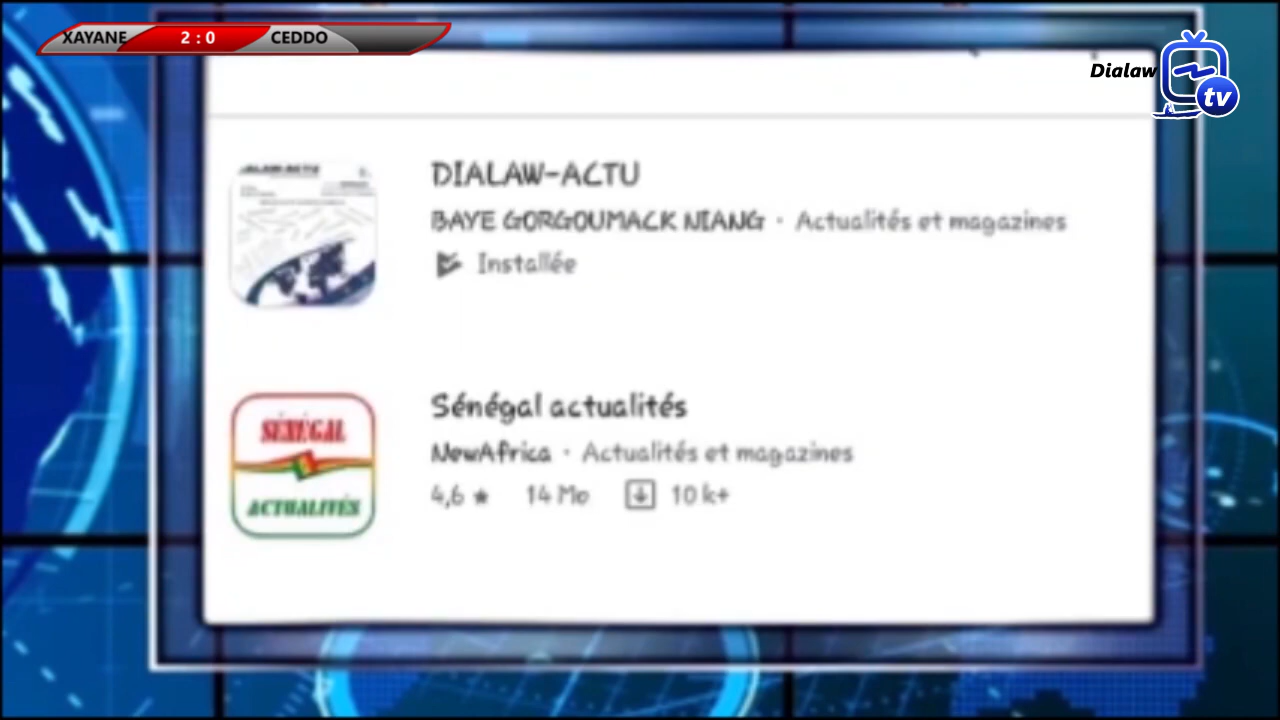 XAYANE 2 : 0 CEDDO
Dialaw tv
DIALAW-ACTU
BAYE GORGOUMACK NIANG · Actualités et magazines
Installée
SÉNÉGAL
ACTUALITÉS
Sénégal actualités
NewAfrica · Actualités et magazines
4,6 ★ 14 Mo 10 k+